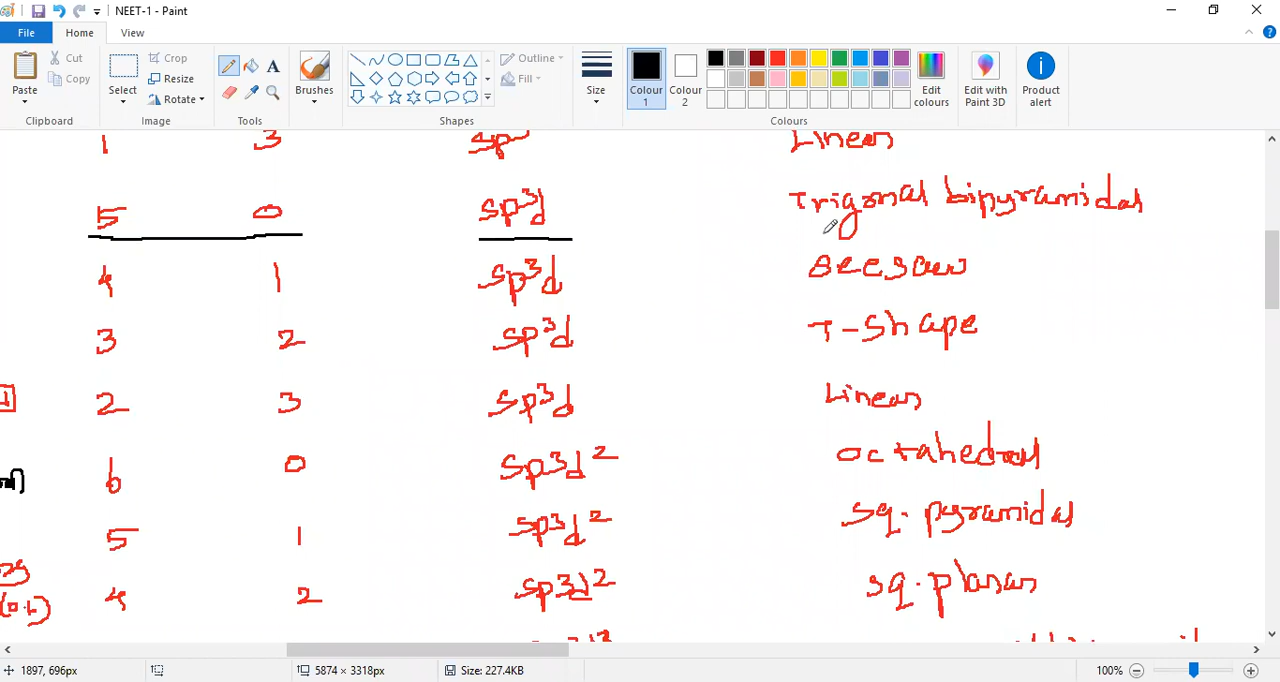 NEET-1 - Paint
File Home View
Paste Cut Copy Clipboard
Select Crop Resize Rotate Image
Tools
Brushes
Shapes Outline Fill
Size
Colour 1 Colour 2 Edit colours Colours
Edit with Paint 3D
Product alert
1 3 sp³ Linear
5 0 sp³d Trigonal bipyramidal
4 1 sp³d Seesaw
3 2 sp³d T-shape
2 3 sp³d Linear
6 0 sp3d² octahedral
5 1 sp3d² sq. pyramidal
4 2 sp3d² sq. planar
1897, 696px 5874 × 3318px Size: 227.4KB 100%